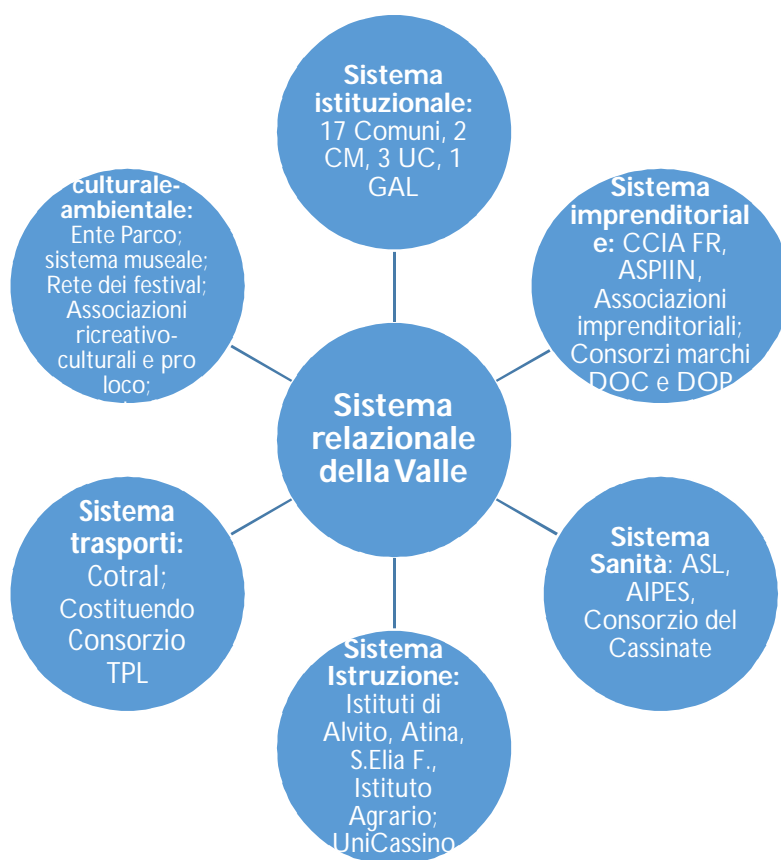 Sistema
istituzionale:
17 Comuni, 2
CM, 3 UC, 1
GAL
Sistema
imprenditorial
e: CCIA FR,
ASPIIN,
Associazioni
imprenditoriali;
Consorzi marchi
DOC e DOP
Sistema
Sanità: ASL,
AIPES,
Consorzio del
Cassinate
Sistema
Istruzione:
Istituti di
Alvito, Atina,
S.Elia F.,
Istituto
Agrario;
UniCassino
Sistema
trasporti:
Cotral;
Costituendo
Consorzio
TPL
culturale-
ambientale:
Ente Parco;
sistema museale;
Rete dei festival;
Associazioni
ricreativo-
culturali e pro
loco;
Sistema
relazionale
della Valle